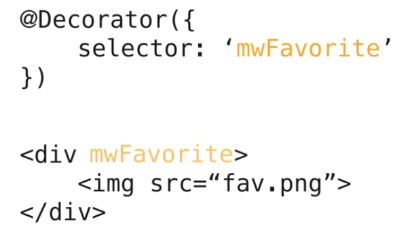 @Decorator({
selector: ‘mwFavorite’
})
<div mwFavorite>
<img src=“fav.png”>
</div>